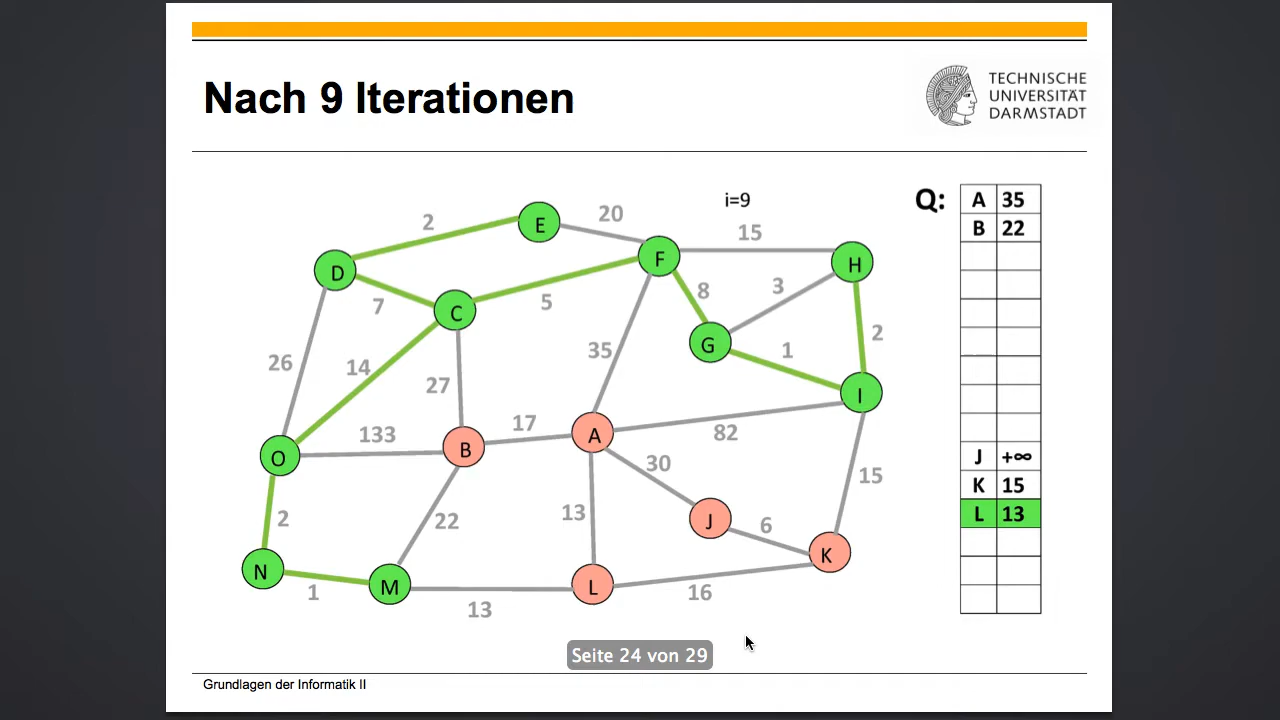 Nach 9 Iterationen
TECHNISCHE
UNIVERSITÄT
DARMSTADT
i=9
Q:
A 35
B 22
J +∞
K 15
L 13
E
D
C
F
H
G
I
O
B
A
J
K
N
M
L
2
20
15
7
5
8
3
26
14
27
35
1
2
133
17
82
30
15
2
22
13
6
1
13
16
Seite 24 von 29
Grundlagen der Informatik II